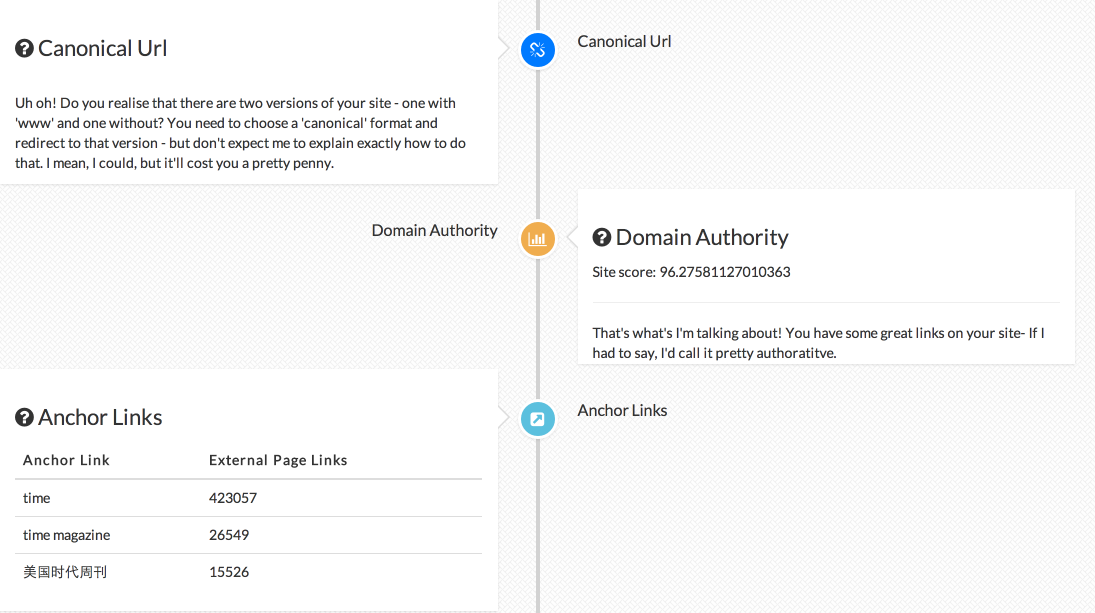 Canonical Url
Canonical Url
Uh oh! Do you realise that there are two versions of your site - one with
'www' and one without? You need to choose a 'canonical' format and
redirect to that version - but don't expect me to explain exactly how to do
that. I mean, I could, but it'll cost you a pretty penny.
Domain Authority
Domain Authority
Site score: 96.27581127010363
That's what's I'm talking about! You have some great links on your site- If I
had to say, I'd call it pretty authoratitve.
Anchor Links
Anchor Links
Anchor Link External Page Links
time 423057
time magazine 26549
美国时代周刊 15526